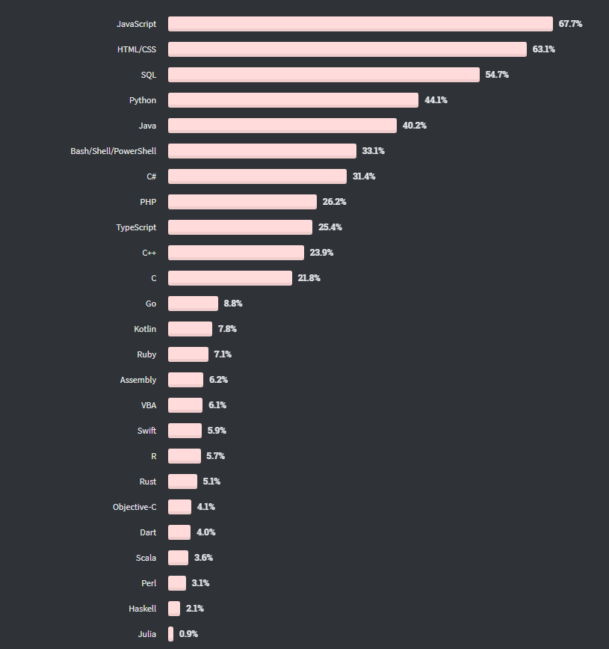 JavaScript 67.7%
HTML/CSS 63.1%
SQL 54.7%
Python 44.1%
Java 40.2%
Bash/Shell/PowerShell 33.1%
C# 31.4%
PHP 26.2%
TypeScript 25.4%
C++ 23.9%
C 21.8%
Go 8.8%
Kotlin 7.8%
Ruby 7.1%
Assembly 6.2%
VBA 6.1%
Swift 5.9%
R 5.7%
Rust 5.1%
Objective-C 4.1%
Dart 4.0%
Scala 3.6%
Perl 3.1%
Haskell 2.1%
Julia 0.9%